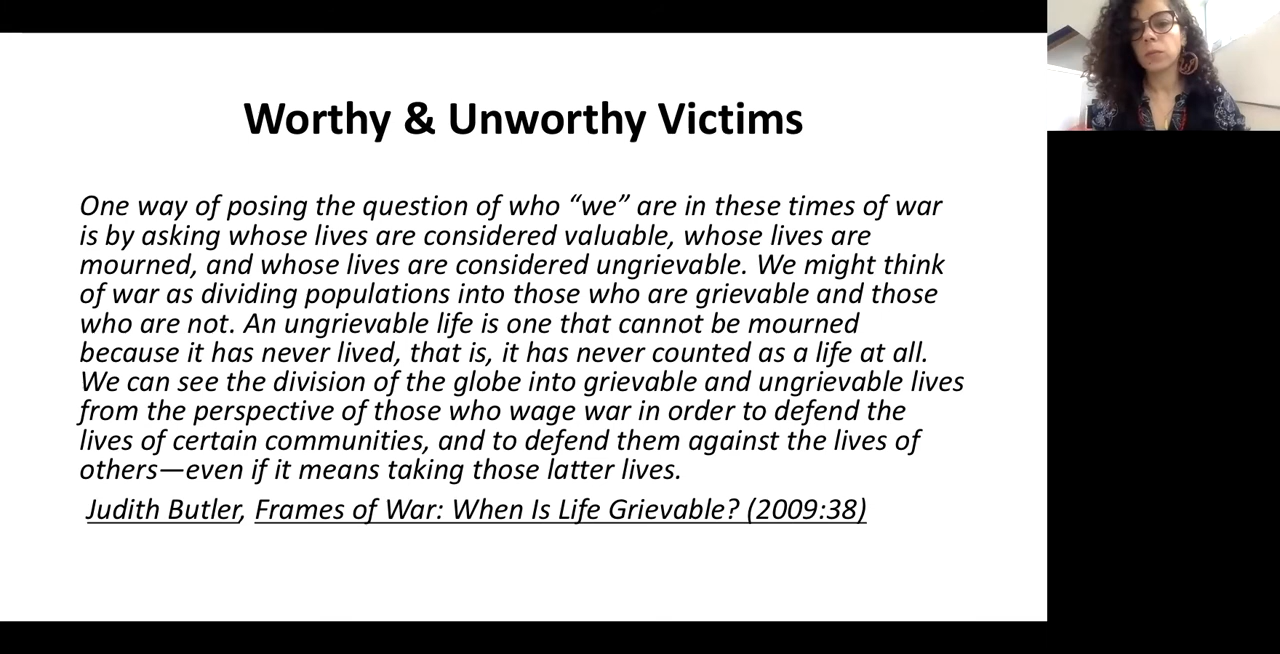 Worthy & Unworthy Victims
One way of posing the question of who “we” are in these times of war
is by asking whose lives are considered valuable, whose lives are
mourned, and whose lives are considered ungrievable. We might think
of war as dividing populations into those who are grievable and those
who are not. An ungrievable life is one that cannot be mourned
because it has never lived, that is, it has never counted as a life at all.
We can see the division of the globe into grievable and ungrievable lives
from the perspective of those who wage war in order to defend the
lives of certain communities, and to defend them against the lives of
others—even if it means taking those latter lives.
Judith Butler, Frames of War: When Is Life Grievable? (2009:38)